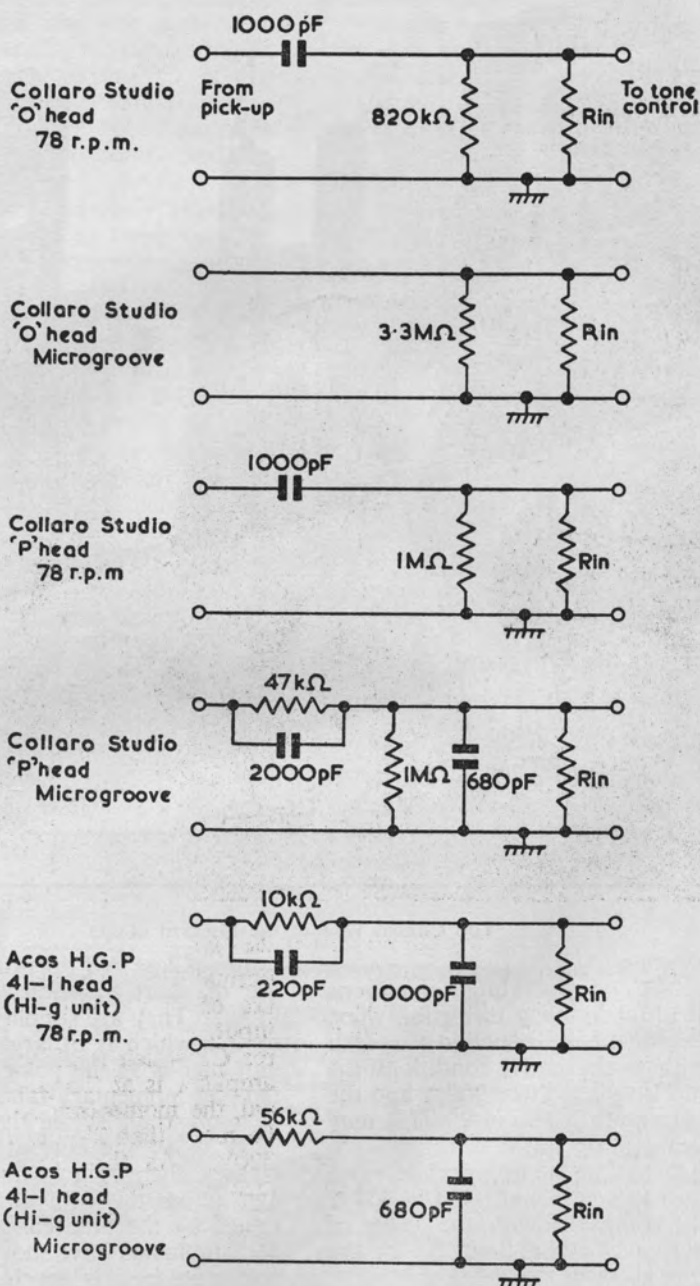 1000pF
Collaro Studio
'O' head
78 r.p.m.
From
pick-up
820kΩ
Rin
To tone
control
Collaro Studio
'O' head
Microgroove
3·3MΩ
Rin
1000pF
Collaro Studio
'P' head
78 r.p.m
1MΩ
Rin
47kΩ
2000pF
Collaro Studio
'P' head
Microgroove
1MΩ
680pF
Rin
10kΩ
220pF
Acos H.G.P
41-1 head
(Hi-g unit)
78 r.p.m.
1000pF
Rin
56kΩ
Acos H.G.P
41-1 head
(Hi-g unit)
Microgroove
680pF
Rin